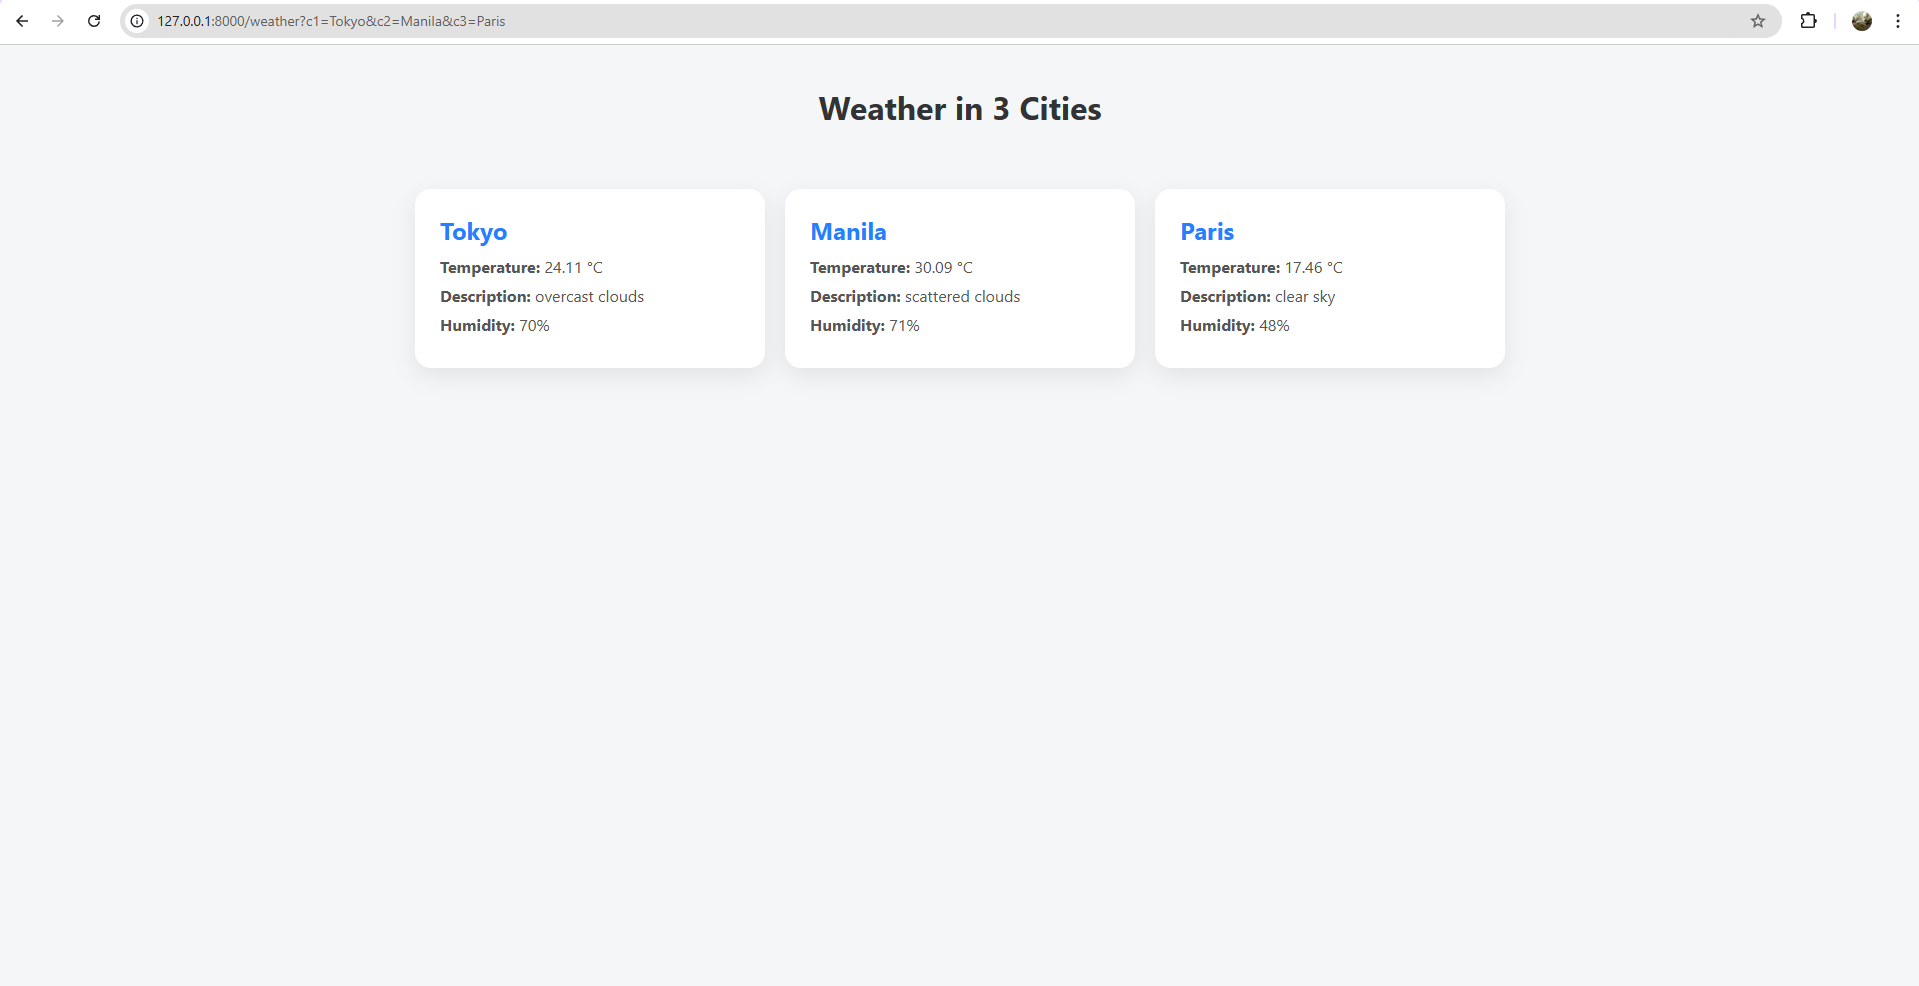 127.0.0.1:8000/weather?c1=Tokyo&c2=Manila&c3=Paris
Weather in 3 Cities
Tokyo
Temperature: 24.11 °C
Description: overcast clouds
Humidity: 70%
Manila
Temperature: 30.09 °C
Description: scattered clouds
Humidity: 71%
Paris
Temperature: 17.46 °C
Description: clear sky
Humidity: 48%